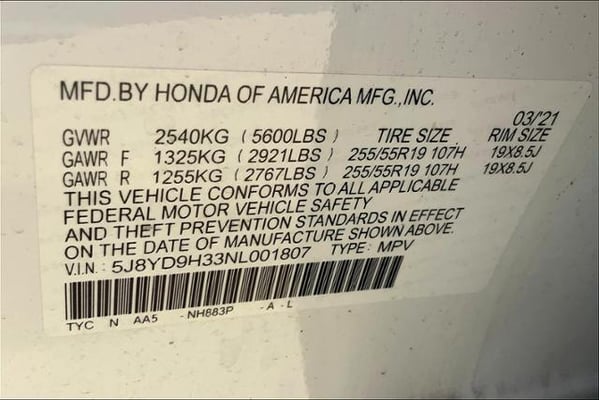 MFD.BY HONDA OF AMERICA MFG.,INC.
03/'21
GVWR 2540KG (5600LBS) TIRE SIZE RIM SIZE
GAWR F 1325KG (2921LBS) 255/55R19 107H 19X8.5J
GAWR R 1255KG (2767LBS) 255/55R19 107H 19X8.5J
THIS VEHICLE CONFORMS TO ALL APPLICABLE
FEDERAL MOTOR VEHICLE SAFETY
AND THEFT PREVENTION STANDARDS IN EFFECT
ON THE DATE OF MANUFACTURE SHOWN ABOVE.
V.I.N.: 5J8YD9H33NL001807 TYPE: MPV
TYC N AA5 -NH883P -A -L